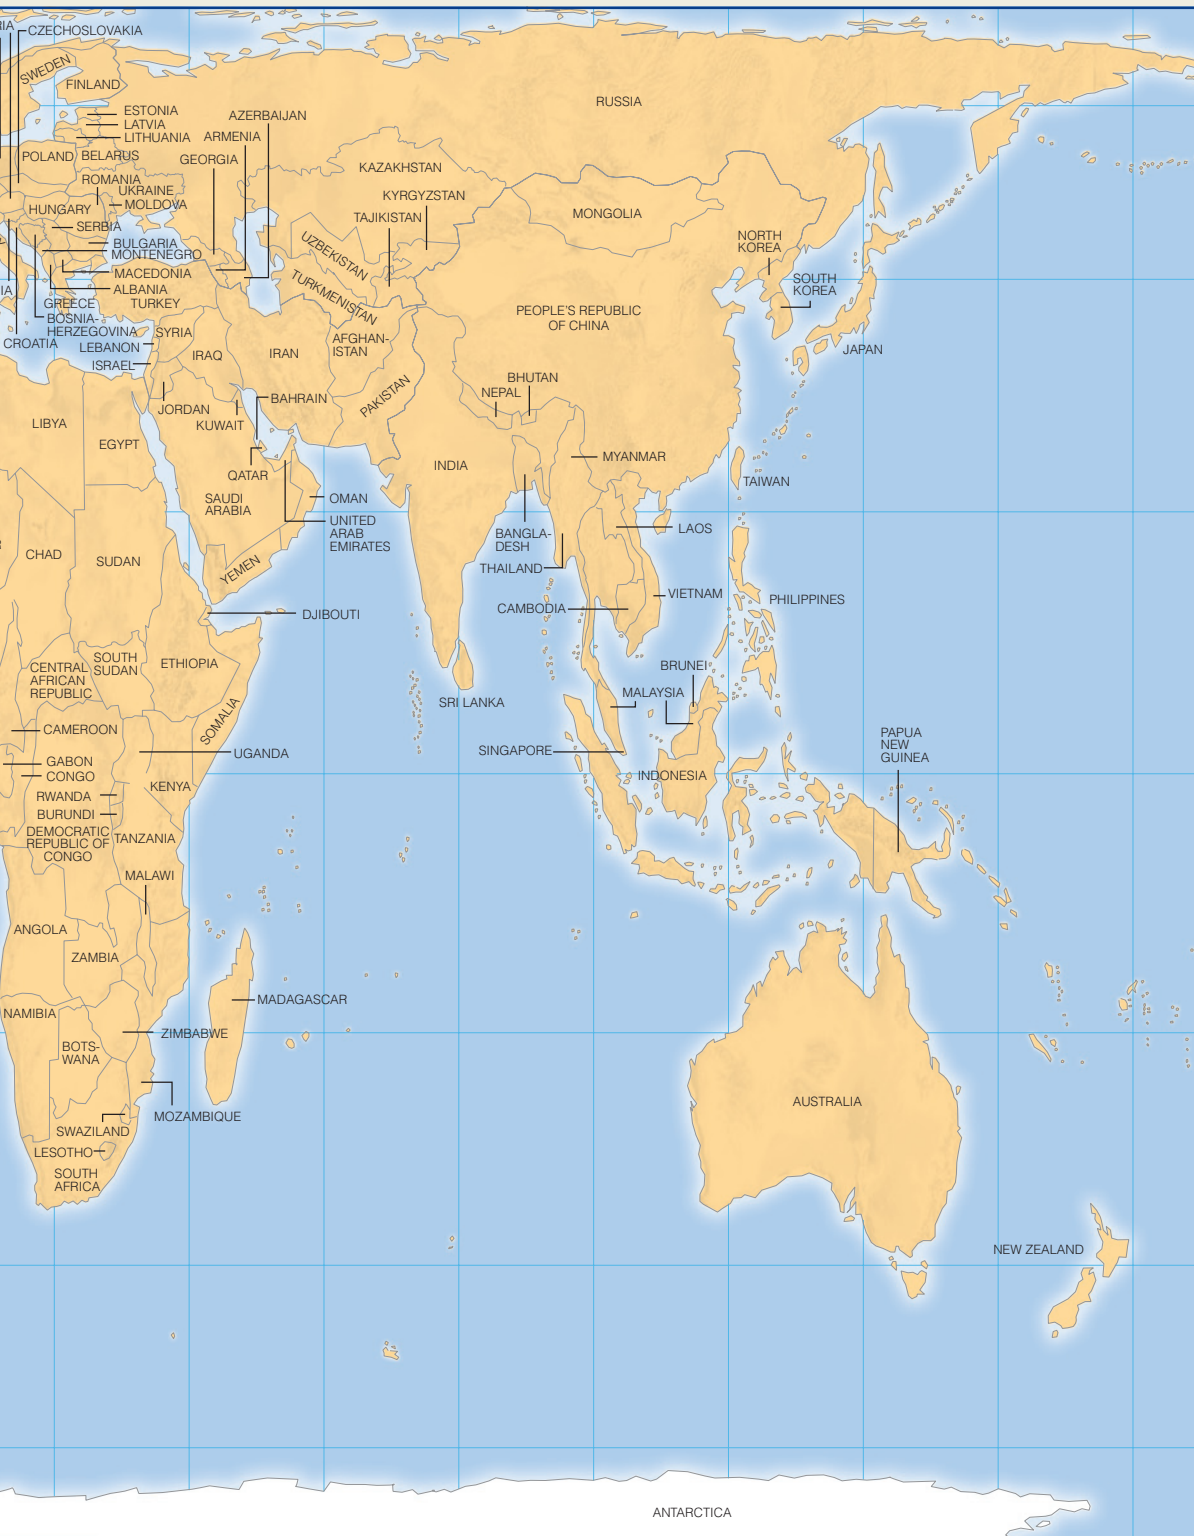 RIA
CZECHOSLOVAKIA
SWEDEN
FINLAND
RUSSIA
ESTONIA
LATVIA
LITHUANIA
AZERBAIJAN
ARMENIA
GEORGIA
POLAND
BELARUS
KAZAKHSTAN
ROMANIA
UKRAINE
MOLDOVA
KYRGYZSTAN
HUNGARY
TAJIKISTAN
MONGOLIA
SERBIA
BULGARIA
MONTENEGRO
UZBEKISTAN
NORTH
KOREA
MACEDONIA
ALBANIA
IA
TURKMENISTAN
SOUTH
KOREA
GREECE
TURKEY
BOSNIA-
HERZEGOVINA
PEOPLE'S REPUBLIC
OF CHINA
CROATIA
SYRIA
LEBANON
ISRAEL
IRAQ
IRAN
AFGHAN-
ISTAN
JAPAN
PAKISTAN
BHUTAN
NEPAL
JORDAN
BAHRAIN
KUWAIT
LIBYA
EGYPT
INDIA
MYANMAR
QATAR
TAIWAN
SAUDI
ARABIA
OMAN
UNITED
ARAB
EMIRATES
BANGLA-
DESH
LAOS
CHAD
SUDAN
YEMEN
THAILAND
VIETNAM
PHILIPPINES
CAMBODIA
DJIBOUTI
CENTRAL
AFRICAN
REPUBLIC
SOUTH
SUDAN
ETHIOPIA
BRUNEI
SOMALIA
SRI LANKA
MALAYSIA
CAMEROON
UGANDA
SINGAPORE
PAPUA
NEW
GUINEA
GABON
CONGO
INDONESIA
KENYA
RWANDA
BURUNDI
DEMOCRATIC
REPUBLIC OF
CONGO
TANZANIA
MALAWI
ANGOLA
ZAMBIA
MADAGASCAR
NAMIBIA
ZIMBABWE
BOTS-
WANA
AUSTRALIA
MOZAMBIQUE
SWAZILAND
LESOTHO
SOUTH
AFRICA
NEW ZEALAND
ANTARCTICA